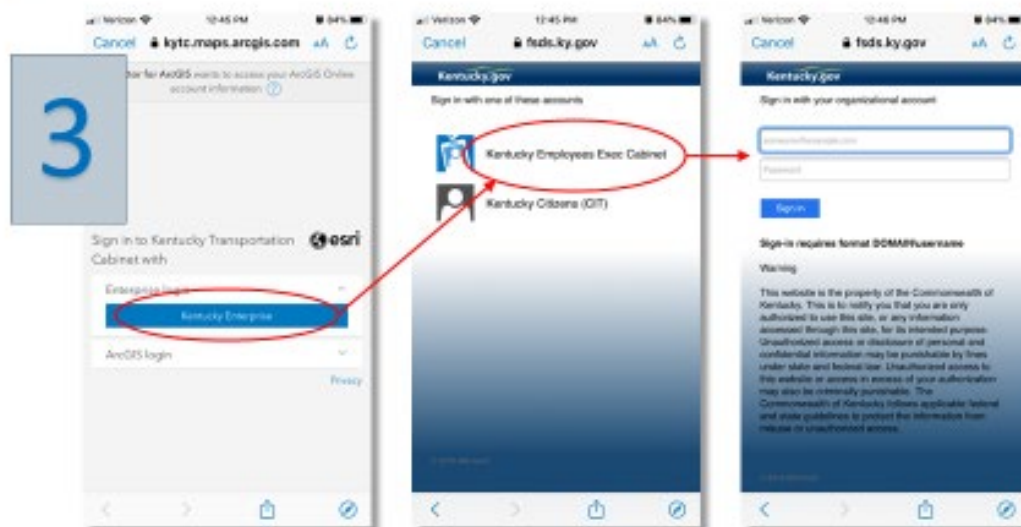 3
Verizon 12:45 PM 84%
Cancel kytc.maps.arcgis.com AA
for ArcGIS wants to access your ArcGIS Online
account information
Sign in to Kentucky Transportation esri
Cabinet with
Enterprise login
Kentucky Enterprise
ArcGIS login
Privacy
Verizon 12:45 PM 84%
Cancel fsds.ky.gov AA
Kentucky.gov
Sign in with one of these accounts
Kentucky Employees Exec Cabinet
Kentucky Citizens (CIT)
Verizon 12:46 PM 84%
Cancel fsds.ky.gov AA
Kentucky.gov
Sign in with your organizational account
someone@example.com
Password
Sign in
Sign-in requires format DOMAIN\username
Warning
This website is the property of the Commonwealth of
Kentucky. This is to notify you that you are only
authorized to use this site, or any information
accessed through this site, for its intended purpose.
Unauthorized access or disclosure of personal and
confidential information may be punishable by fines
under state and federal law. Unauthorized access to
this website or access in excess of your authorization
may also be criminally punishable. The
Commonwealth of Kentucky follows applicable federal
and state guidelines to protect the information from
misuse or unauthorized access.